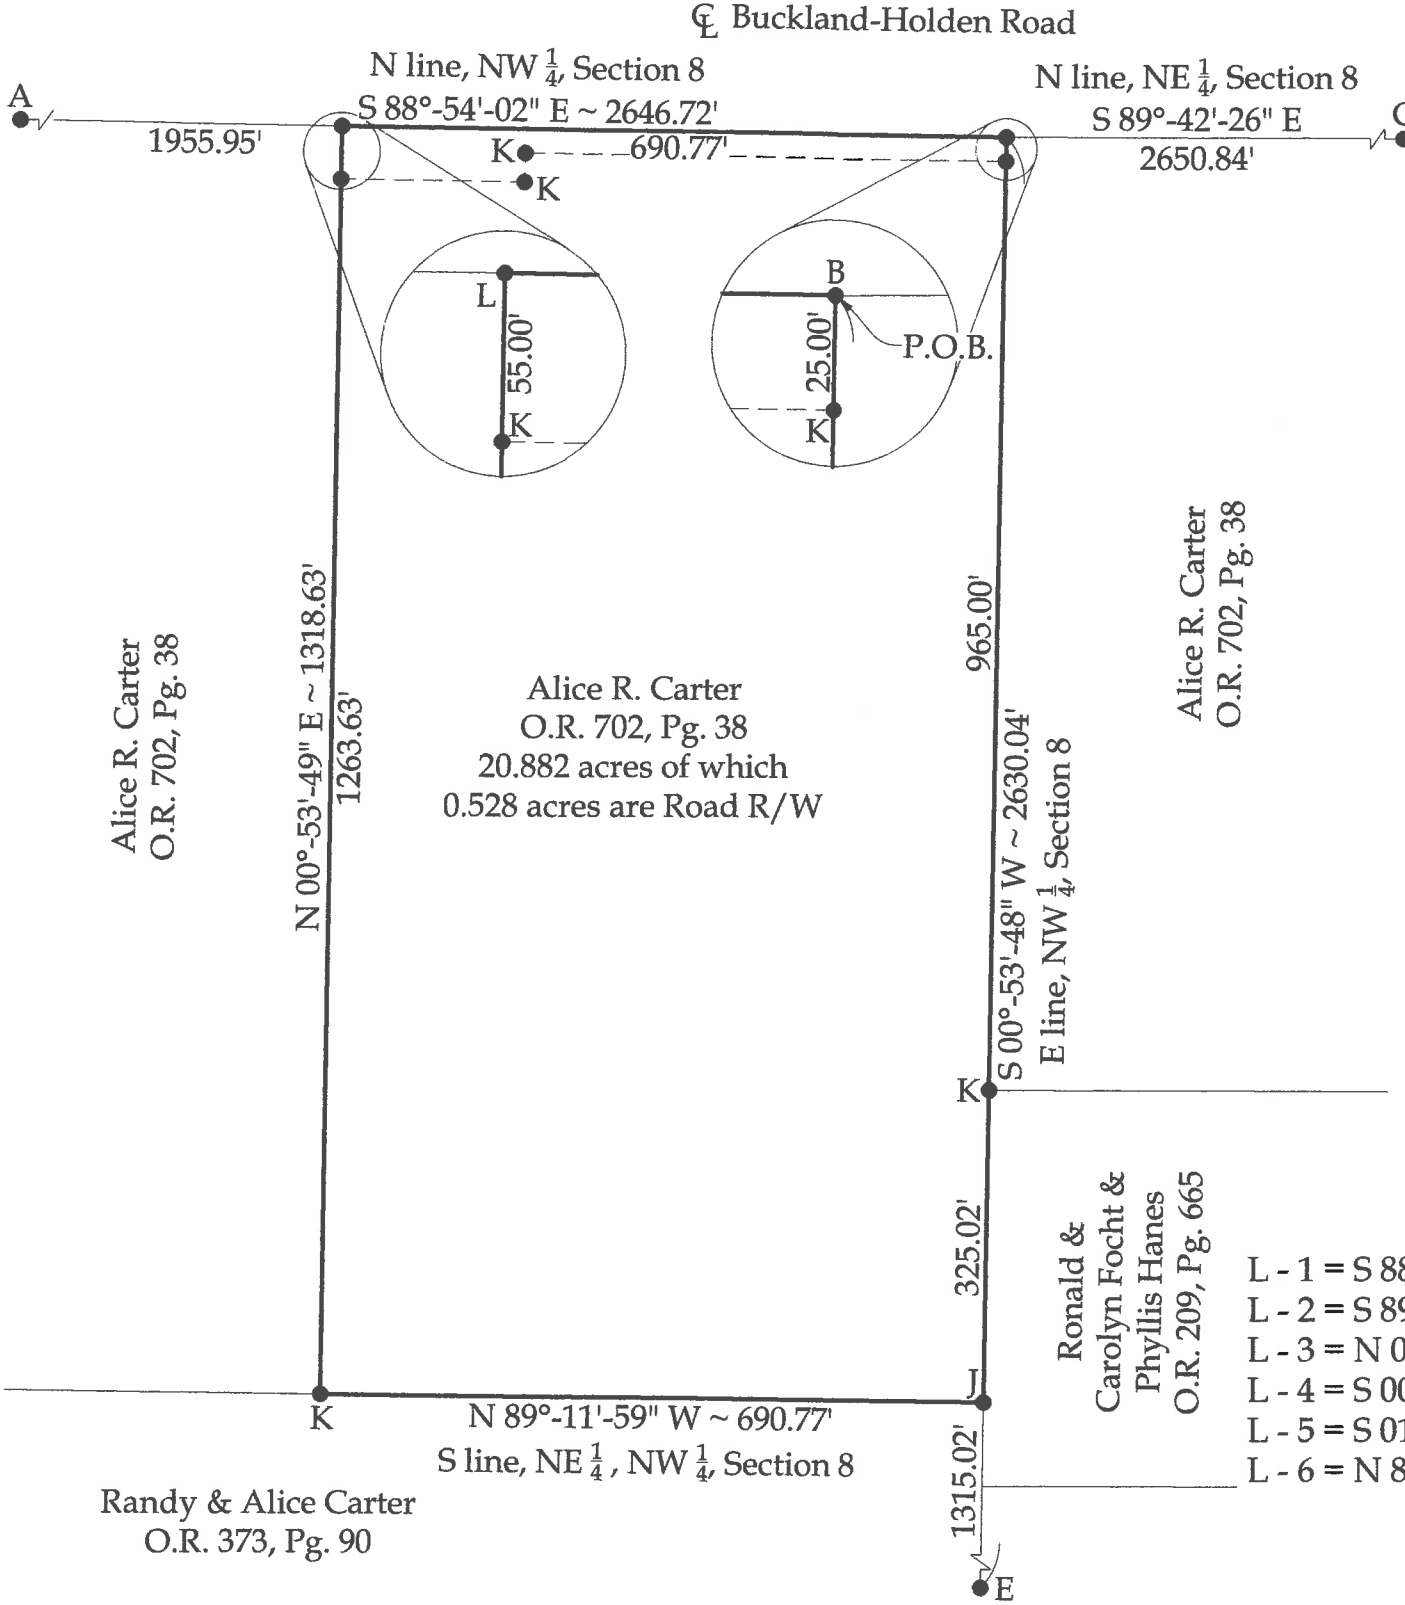 ℄ Buckland-Holden Road
N line, NW 1/4, Section 8
N line, NE 1/4, Section 8
A
S 88°-54'-02" E ~ 2646.72'
S 89°-42'-26" E
C
1955.95'
K
690.77'
2650.84'
K
B
L
55.00'
25.00'
P.O.B.
K
K
Alice R. Carter
O.R. 702, Pg. 38
965.00'
N 00°-53'-49" E ~ 1318.63'
1263.63'
Alice R. Carter
O.R. 702, Pg. 38
Alice R. Carter
O.R. 702, Pg. 38
20.882 acres of which
0.528 acres are Road R/W
S 00°-53'-48" W ~ 2630.04'
E line, NW 1/4, Section 8
K
325.02'
Ronald &
Carolyn Focht &
Phyllis Hanes
O.R. 209, Pg. 665
L - 1 = S 88
L - 2 = S 89
L - 3 = N 0
L - 4 = S 00
L - 5 = S 01
L - 6 = N 8
J
K
N 89°-11'-59" W ~ 690.77'
S line, NE 1/4, NW 1/4, Section 8
1315.02'
Randy & Alice Carter
O.R. 373, Pg. 90
E